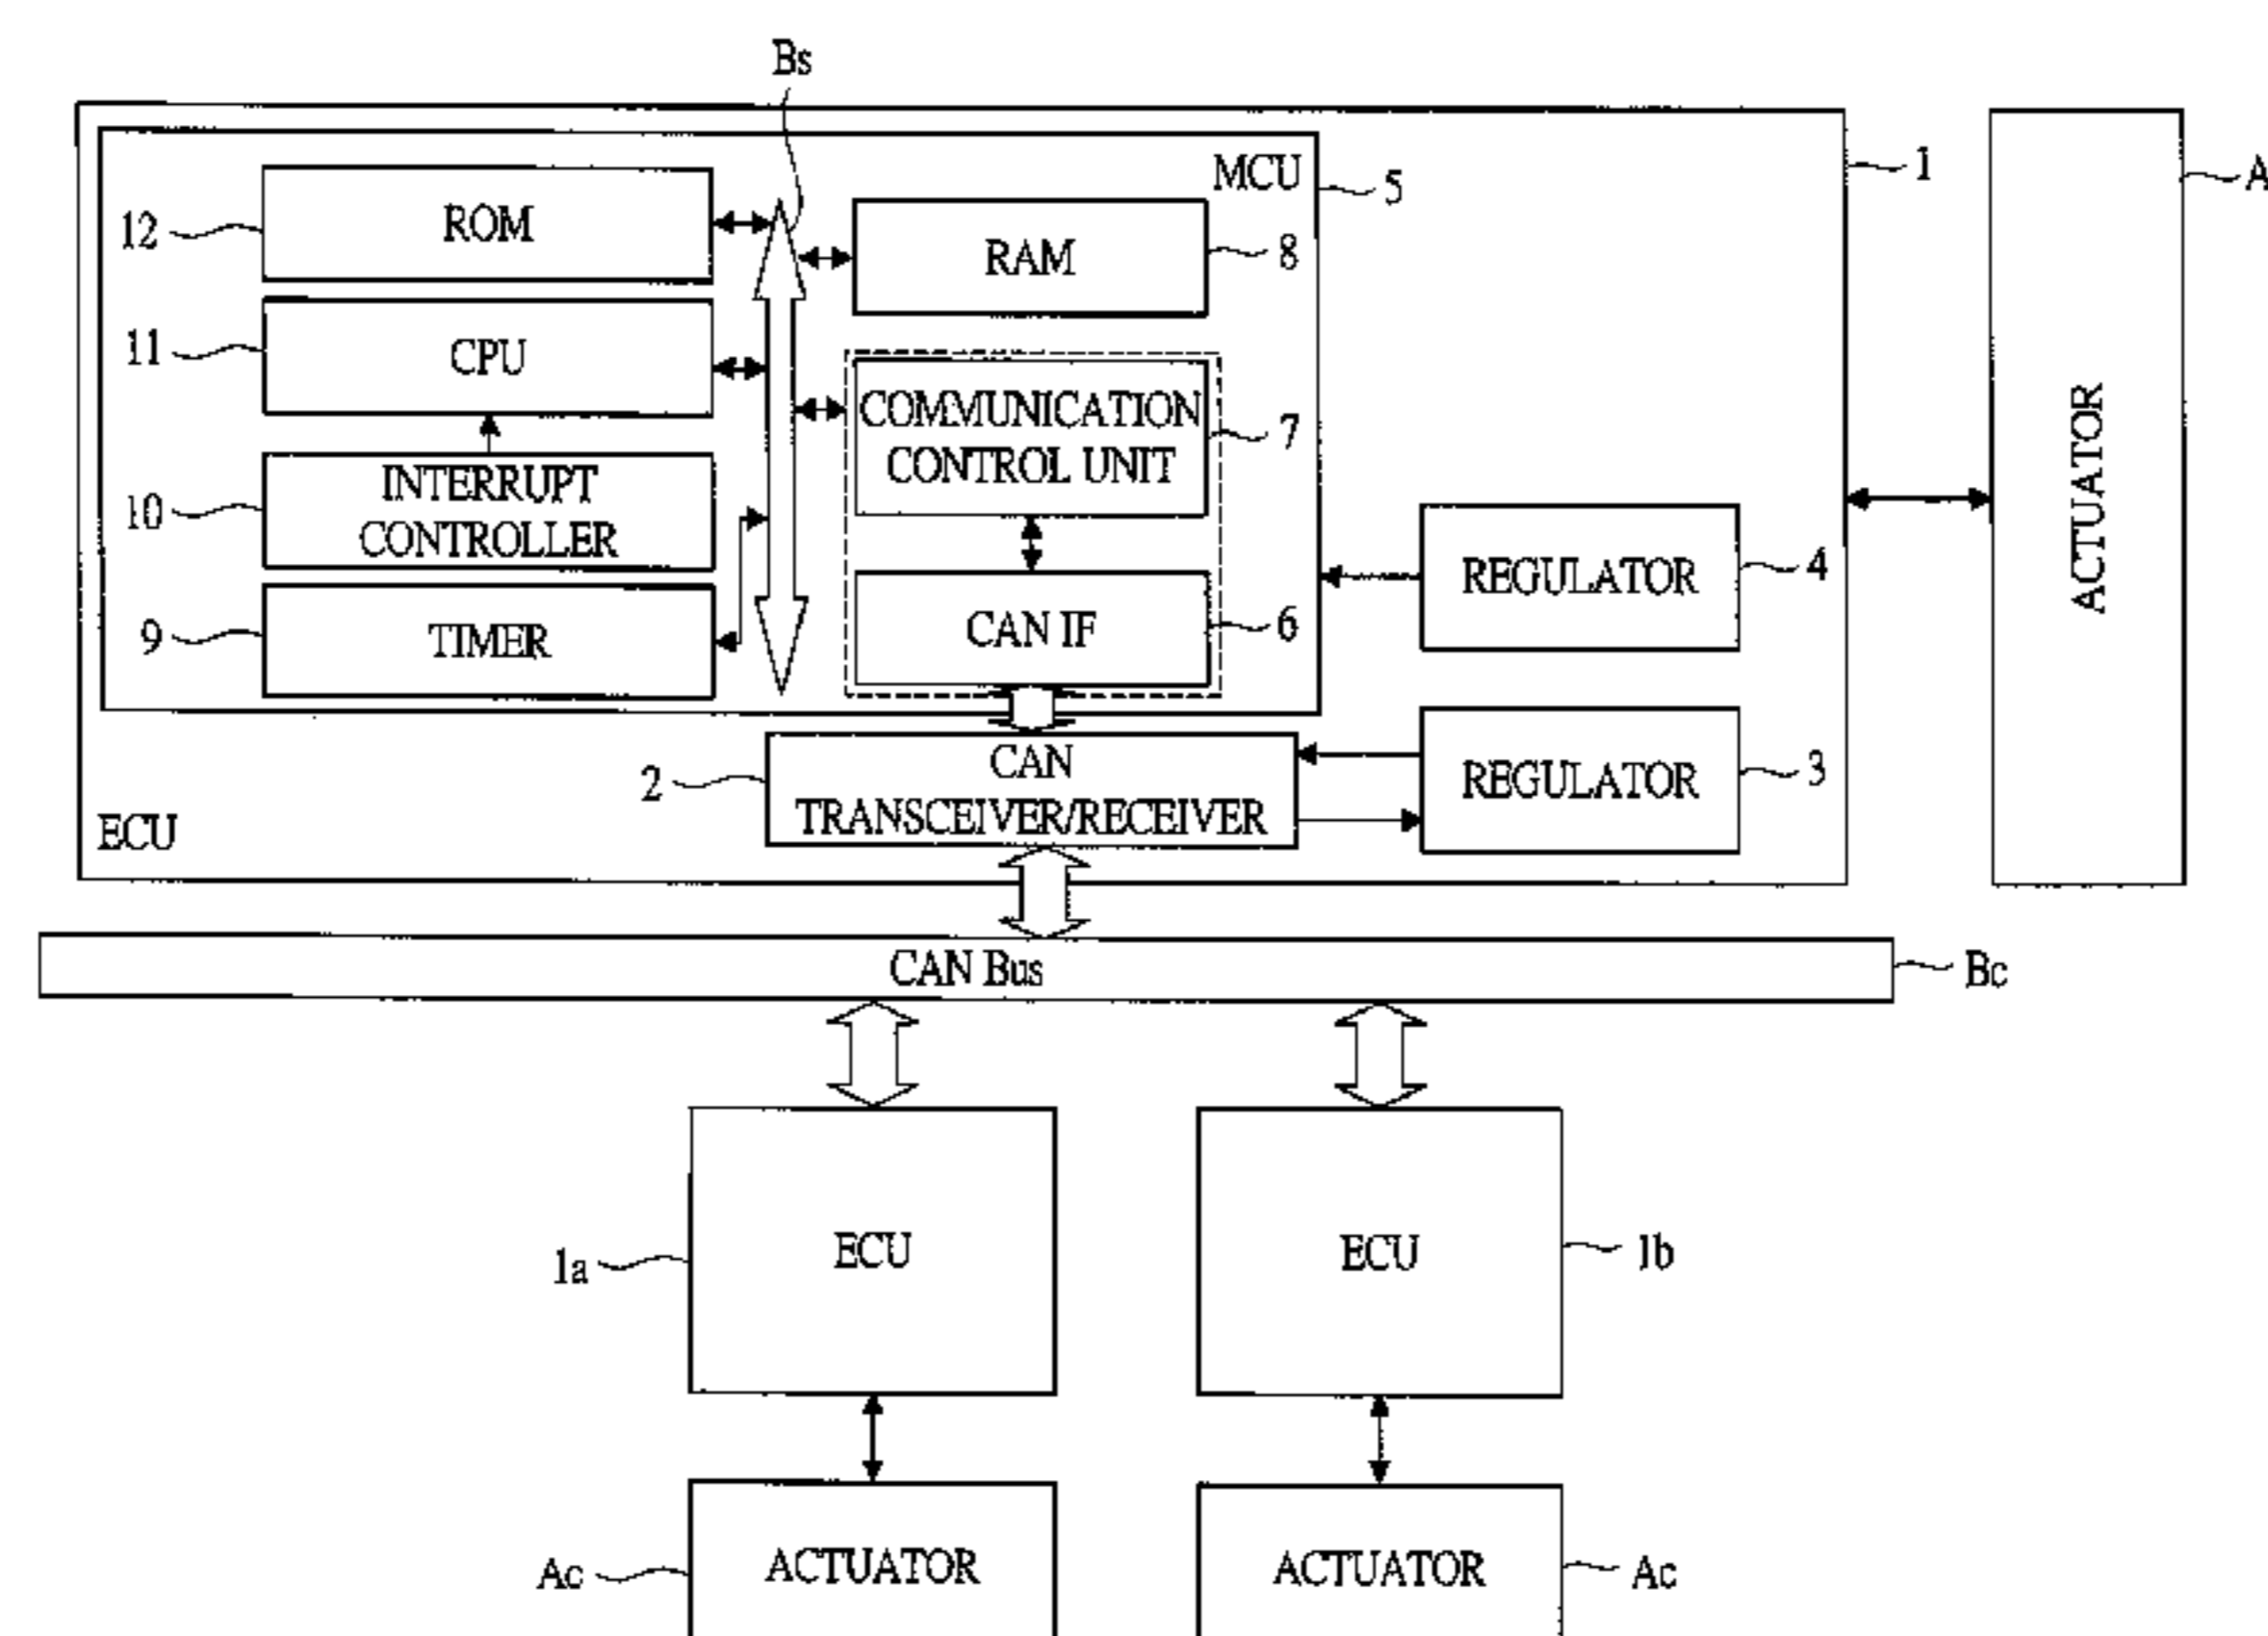 Bs
MCU
5
1
A
12
ROM
RAM
8
11
CPU
COMMUNICATION
CONTROL UNIT
7
10
INTERRUPT
CONTROLLER
REGULATOR
4
ACTUATOR
9
TIMER
CAN IF
6
2
CAN
TRANSCEIVER/RECEIVER
REGULATOR
3
ECU
CAN Bus
Bc
1a
ECU
ECU
1b
Ac
ACTUATOR
ACTUATOR
Ac